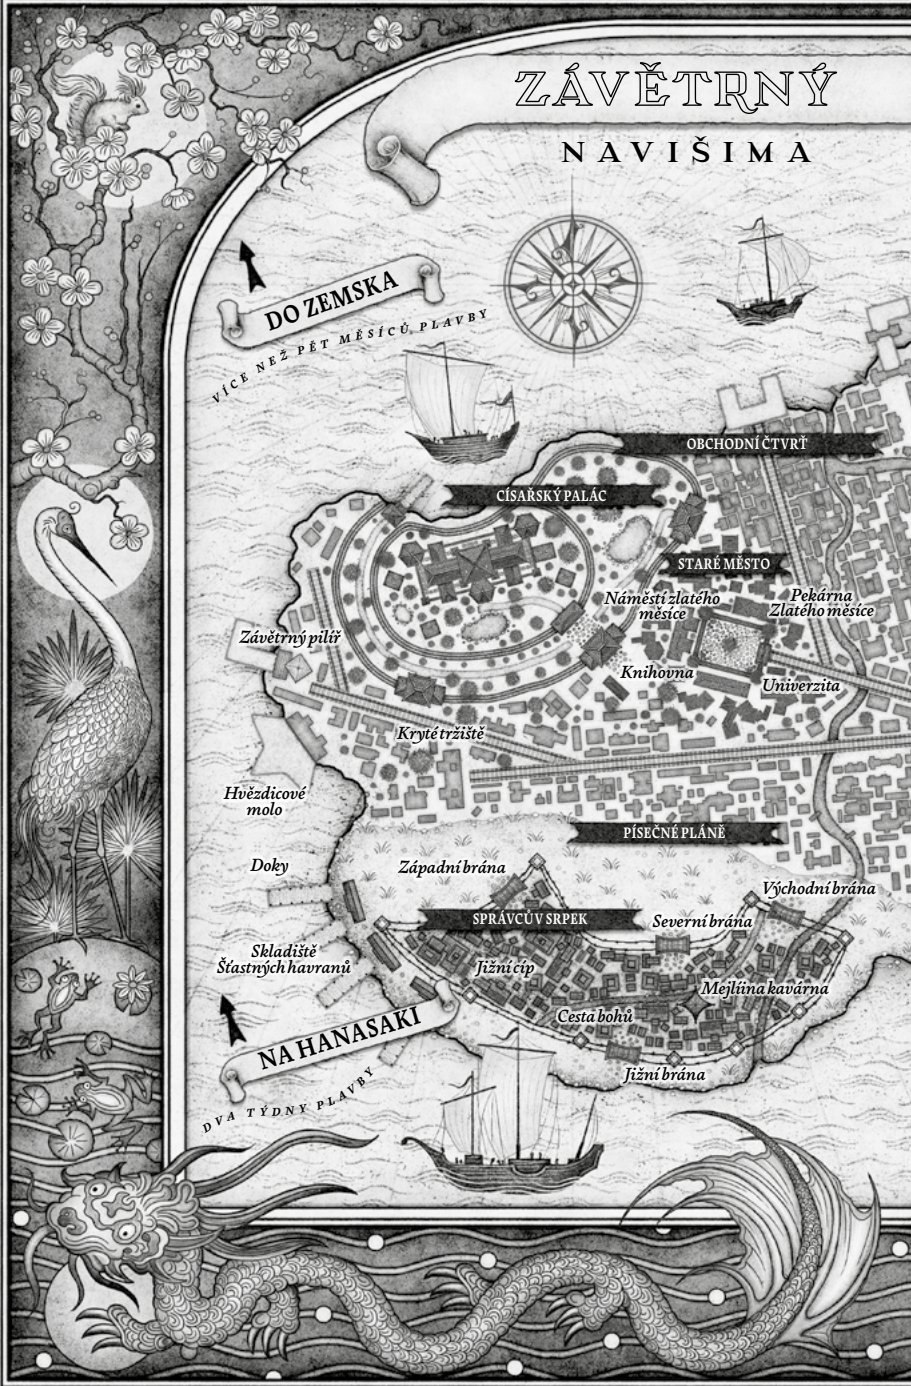 ZÁVĚTRNÝ
NAVIŠIMA
DO ZEMSKA
VÍCE NEŽ PĚT MĚSÍCŮ PLAVBY
OBCHODNÍ ČTVRŤ
CÍSAŘSKÝ PALÁC
STARÉ MĚSTO
Náměstí zlatého
měsíce
Pekárna
Zlatého měsíce
Závětrný pilíř
Knihovna
Univerzita
Kryté tržiště
Hvězdicové
molo
PÍSEČNÉ PLÁNĚ
Doky
Západní brána
Východní brána
SPRÁVCŮV SRPEK
Severní brána
Skladiště
Šťastných havranů
Jižní cíp
Mejliina kavárna
Cesta bohů
NA HANASAKI
DVA TÝDNY PLAVBY
Jižní brána